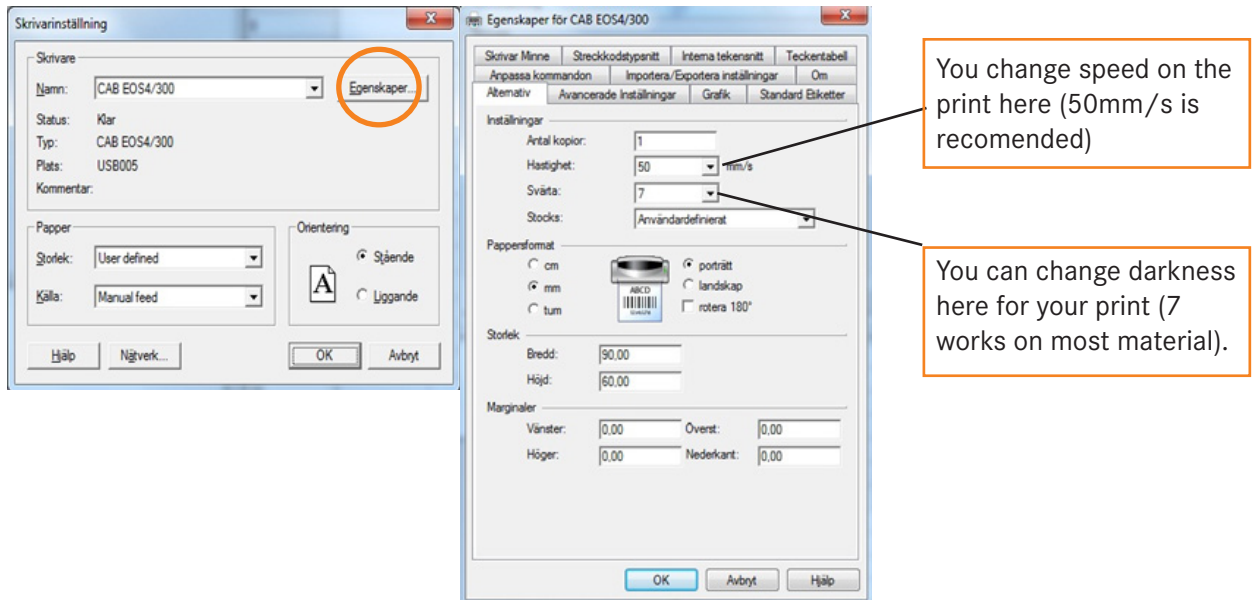 Skrivarinställning
Skrivare
Namn: CAB EOS4/300 Egenskaper...
Status: Klar
Typ: CAB EOS4/300
Plats: USB005
Kommentar:
Papper
Storlek: User defined
Källa: Manual feed
Orientering
A
Stående
Liggande
Hjälp Nätverk... OK Avbryt
Egenskaper för CAB EOS4/300
Skrivar Minne Streckkodstypsnitt Interna teckensnitt Teckentabell
Anpassa kommandon Importera/Exportera inställningar Om
Alternativ Avancerade Inställningar Grafik Standard Etiketter
Inställningar
Antal kopior: 1
Hastighet: 50 mm/s
Svärta: 7
Stocks: Användardefinierat
Pappersformat
cm
mm
tum
ABCD
porträtt
landskap
rotera 180°
Storlek
Bredd: 90,00
Höjd: 60,00
Marginaler
Vänster: 0,00 Överst: 0,00
Höger: 0,00 Nederkant: 0,00
OK Avbryt Hjälp
You change speed on the
print here (50mm/s is
recomended)
You can change darkness
here for your print (7
works on most material).